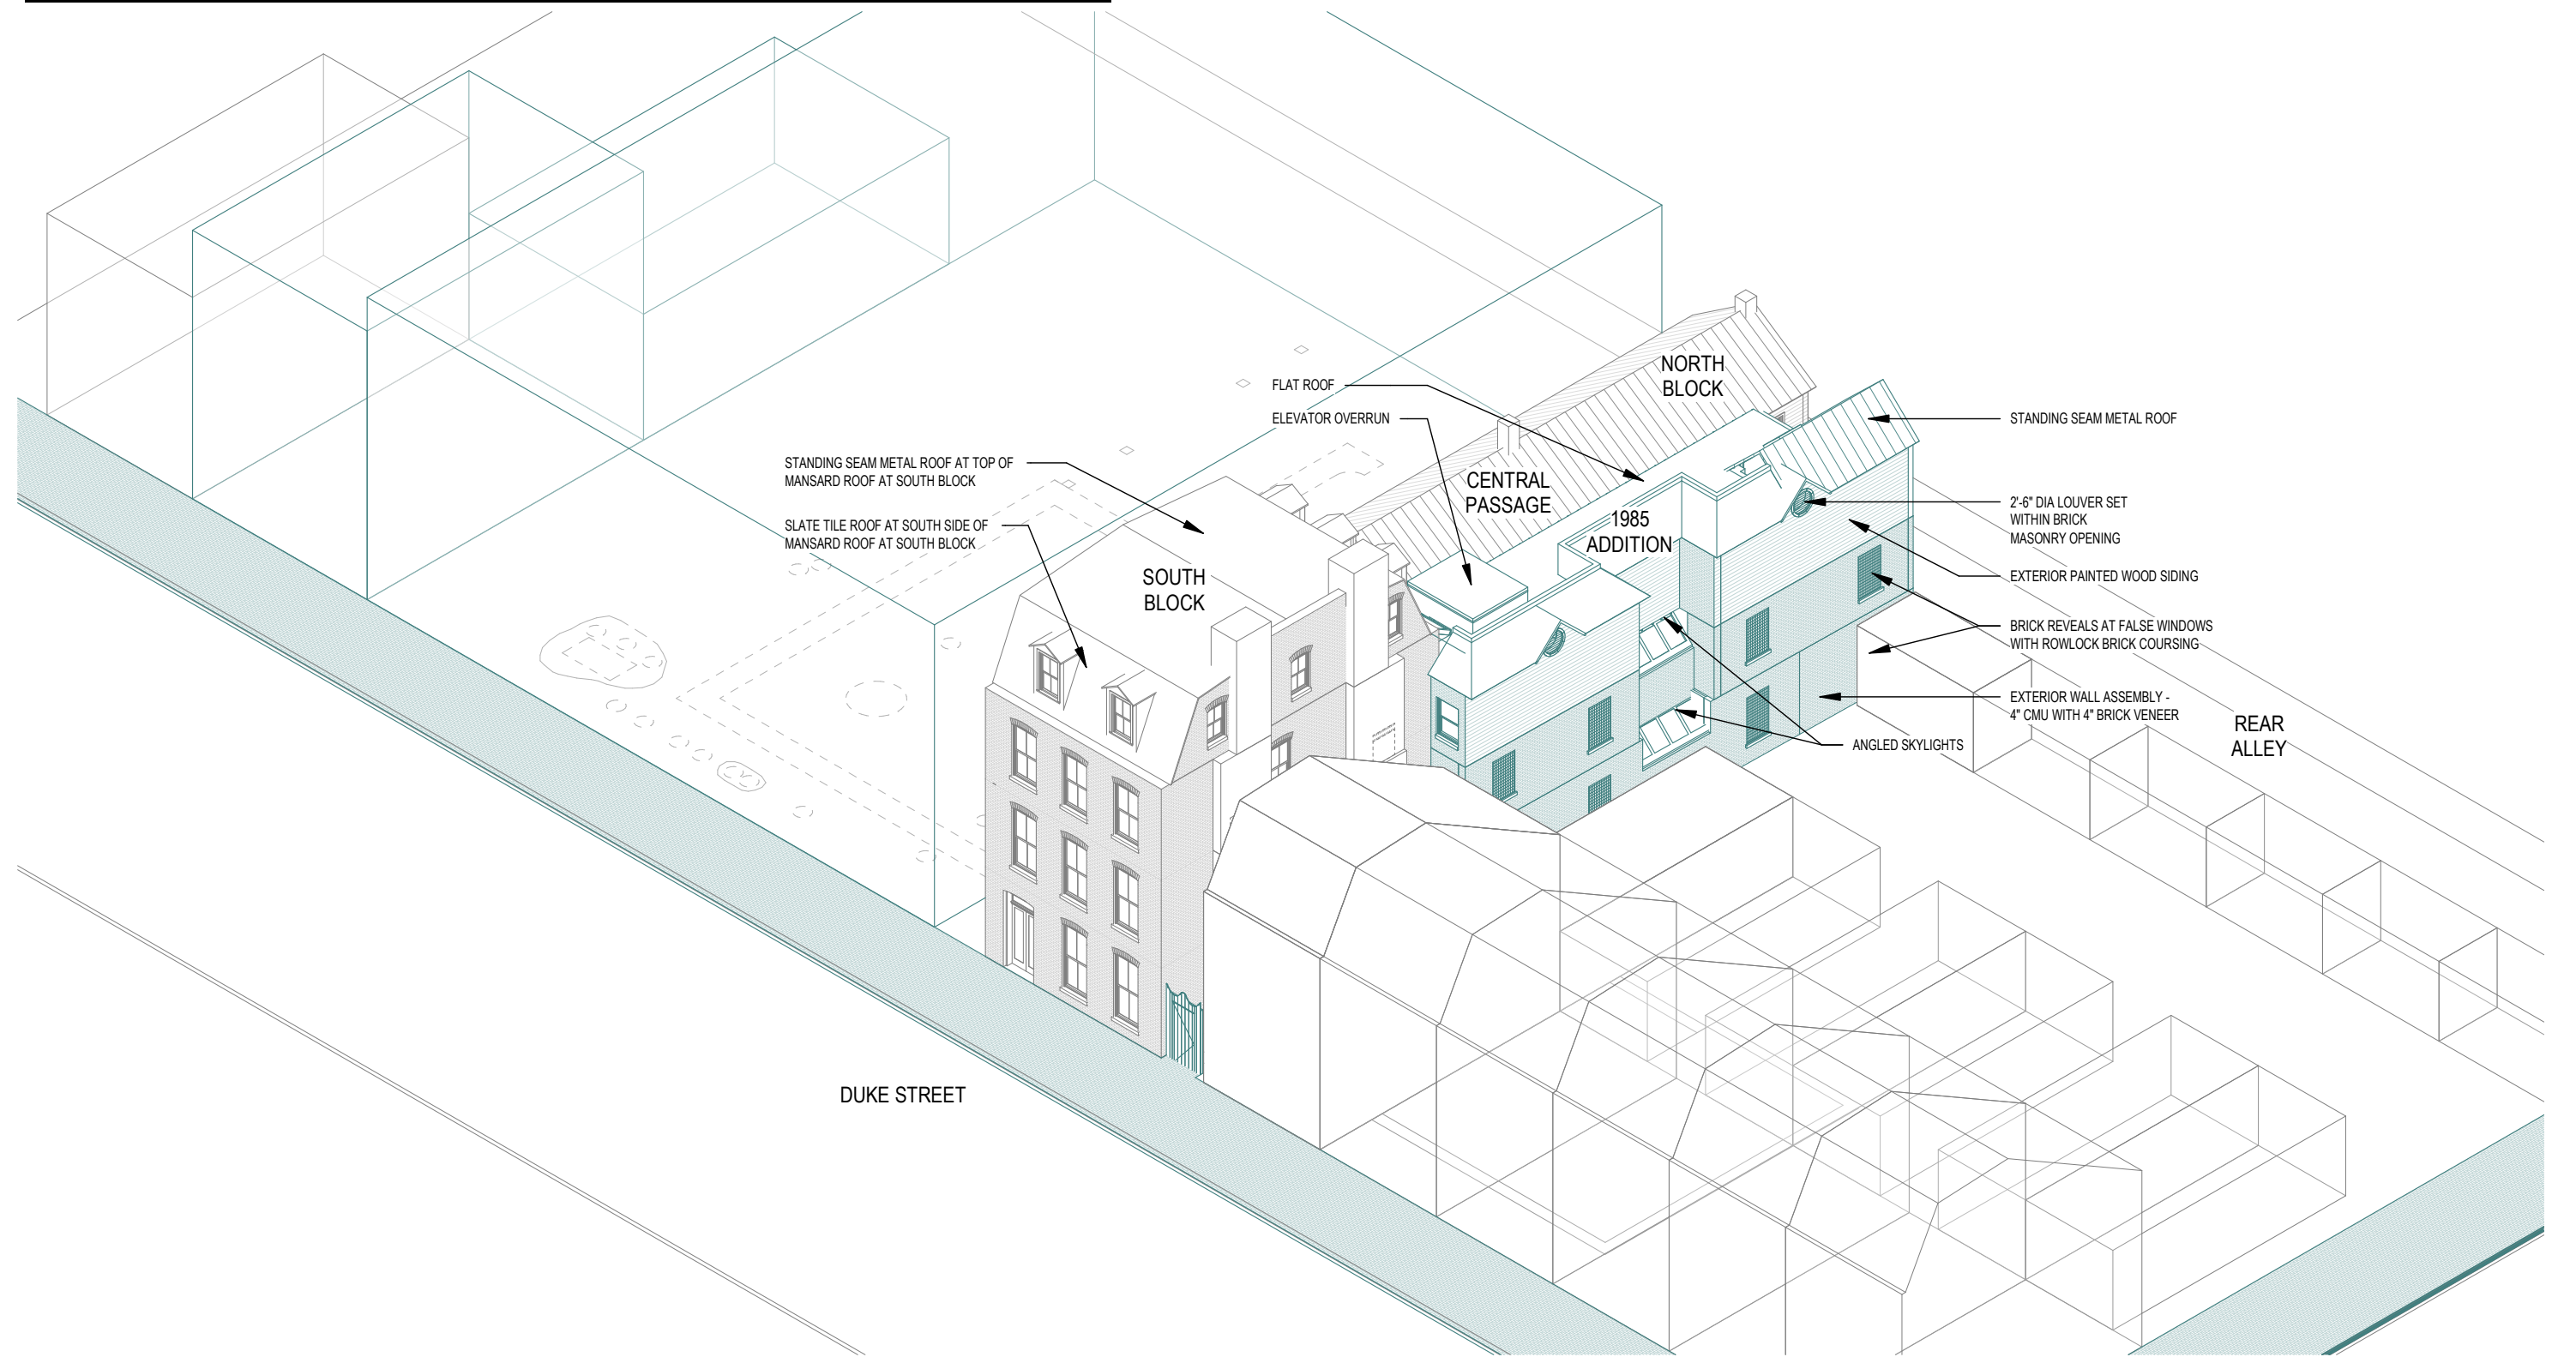 NORTH
BLOCK
FLAT ROOF
ELEVATOR OVERRUN
STANDING SEAM METAL ROOF
STANDING SEAM METAL ROOF AT TOP OF
MANSARD ROOF AT SOUTH BLOCK
CENTRAL
PASSAGE
2'-6" DIA LOUVER SET
WITHIN BRICK
MASONRY OPENING
SLATE TILE ROOF AT SOUTH SIDE OF
MANSARD ROOF AT SOUTH BLOCK
1985
ADDITION
SOUTH
BLOCK
EXTERIOR PAINTED WOOD SIDING
BRICK REVEALS AT FALSE WINDOWS
WITH ROWLOCK BRICK COURSING
EXTERIOR WALL ASSEMBLY -
4" CMU WITH 4" BRICK VENEER
REAR
ALLEY
ANGLED SKYLIGHTS
DUKE STREET